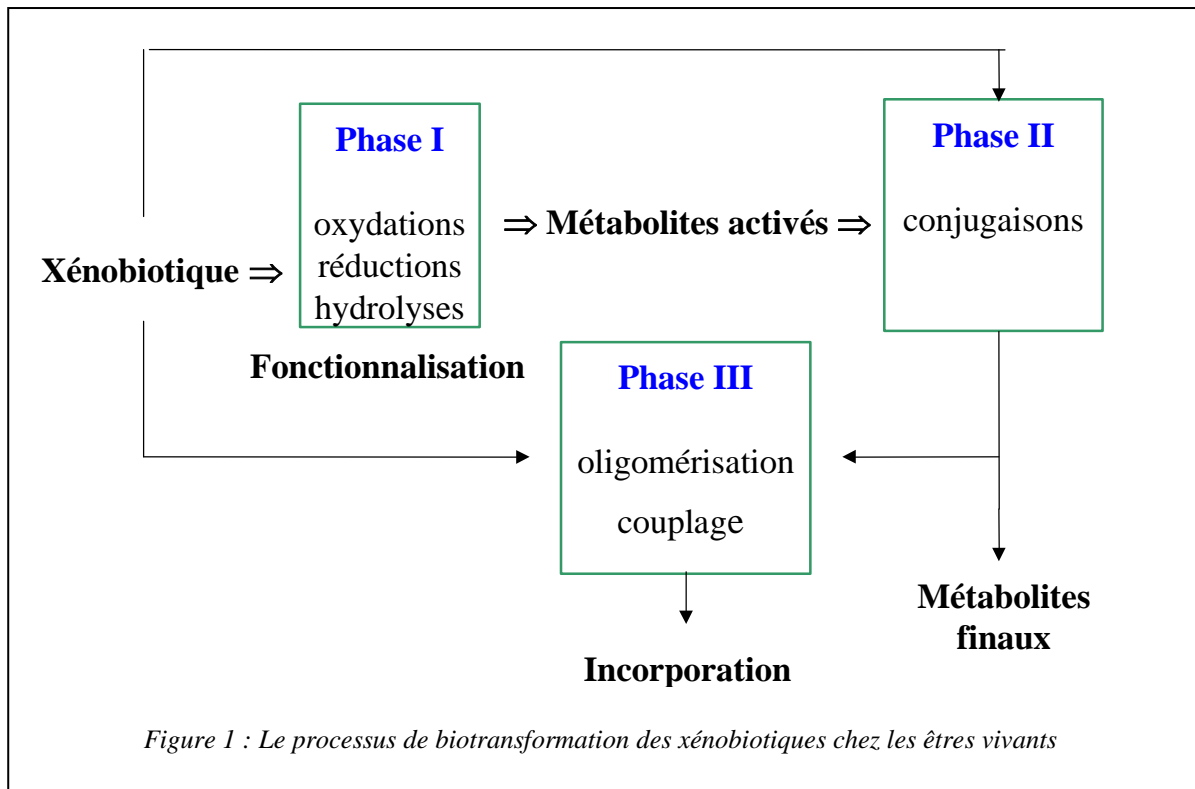 Phase I
oxydations
réductions
hydrolyses
Phase II
conjugaisons
Xénobiotique ⇒
⇒ Métabolites activés ⇒
Fonctionnalisation
Phase III
oligomérisation
couplage
Métabolites
finaux
Incorporation
Figure 1 : Le processus de biotransformation des xénobiotiques chez les êtres vivants